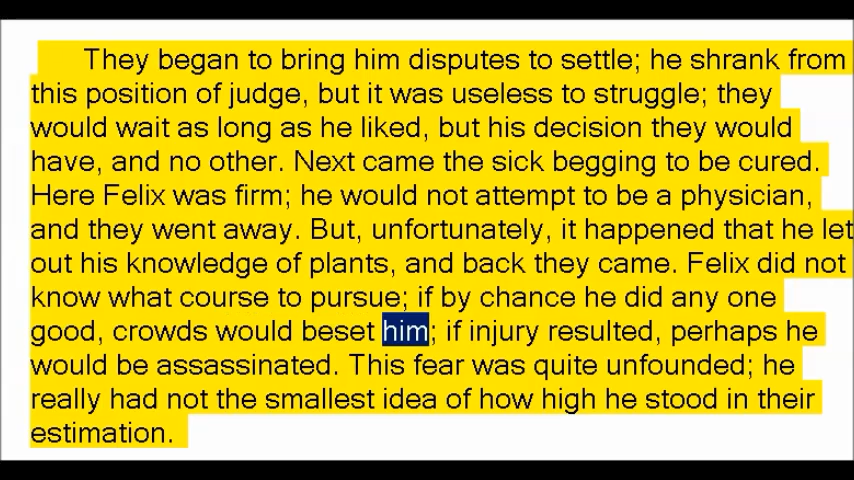 They began to bring him disputes to settle; he shrank from
this position of judge, but it was useless to struggle; they
would wait as long as he liked, but his decision they would
have, and no other. Next came the sick begging to be cured.
Here Felix was firm; he would not attempt to be a physician,
and they went away. But, unfortunately, it happened that he let
out his knowledge of plants, and back they came. Felix did not
know what course to pursue; if by chance he did any one
good, crowds would beset him; if injury resulted, perhaps he
would be assassinated. This fear was quite unfounded; he
really had not the smallest idea of how high he stood in their
estimation.